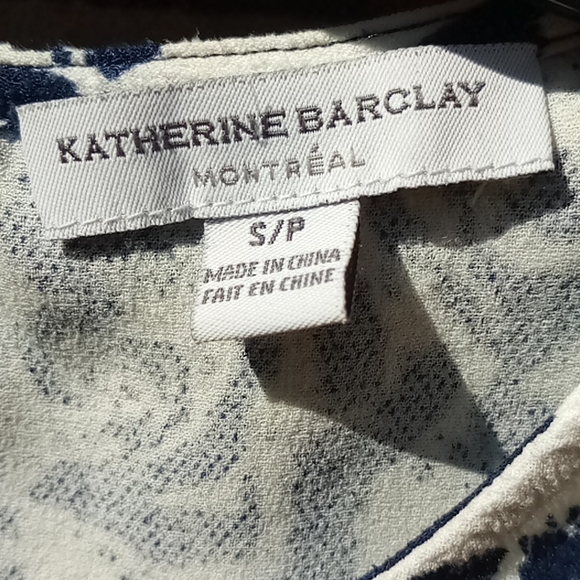 KATHERINE BARCLAY
MONTRÉAL
S/P
MADE IN CHINA
FAIT EN CHINE